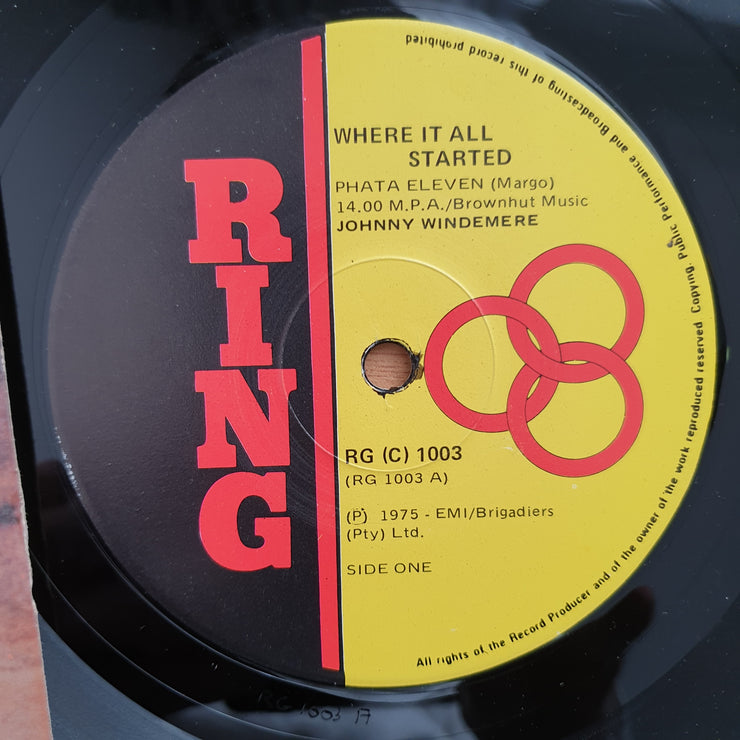 RING
WHERE IT ALL
STARTED
PHATA ELEVEN (Margo)
14.00 M.P.A./Brownhut Music
JOHNNY WINDEMERE
RG (C) 1003
(RG 1003 A)
(P) 1975 - EMI/Brigadiers
(Pty) Ltd.
SIDE ONE
All rights of the Record Producer and of the owner of the work reproduced reserved Copying, Public Performance and Broadcasting of this record prohibited
RG 1003 A